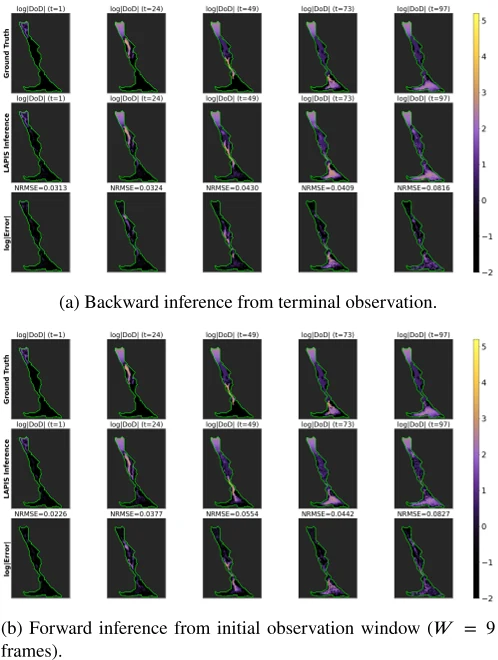 log|DoD| (t=1) log|DoD| (t=24) log|DoD| (t=49) log|DoD| (t=73) log|DoD| (t=97)
Ground Truth
log|DoD| (t=1) log|DoD| (t=24) log|DoD| (t=49) log|DoD| (t=73) log|DoD| (t=97)
LAPIS Inference
NRMSE=0.0313 NRMSE=0.0324 NRMSE=0.0430 NRMSE=0.0409 NRMSE=0.0816
log|Error|
5
4
3
2
1
0
−1
−2
(a) Backward inference from terminal observation.
log|DoD| (t=1) log|DoD| (t=24) log|DoD| (t=49) log|DoD| (t=73) log|DoD| (t=97)
Ground Truth
log|DoD| (t=1) log|DoD| (t=24) log|DoD| (t=49) log|DoD| (t=73) log|DoD| (t=97)
LAPIS Inference
NRMSE=0.0226 NRMSE=0.0377 NRMSE=0.0554 NRMSE=0.0442 NRMSE=0.0827
log|Error|
5
4
3
2
1
0
−1
−2
(b) Forward inference from initial observation window (W = 9
frames).